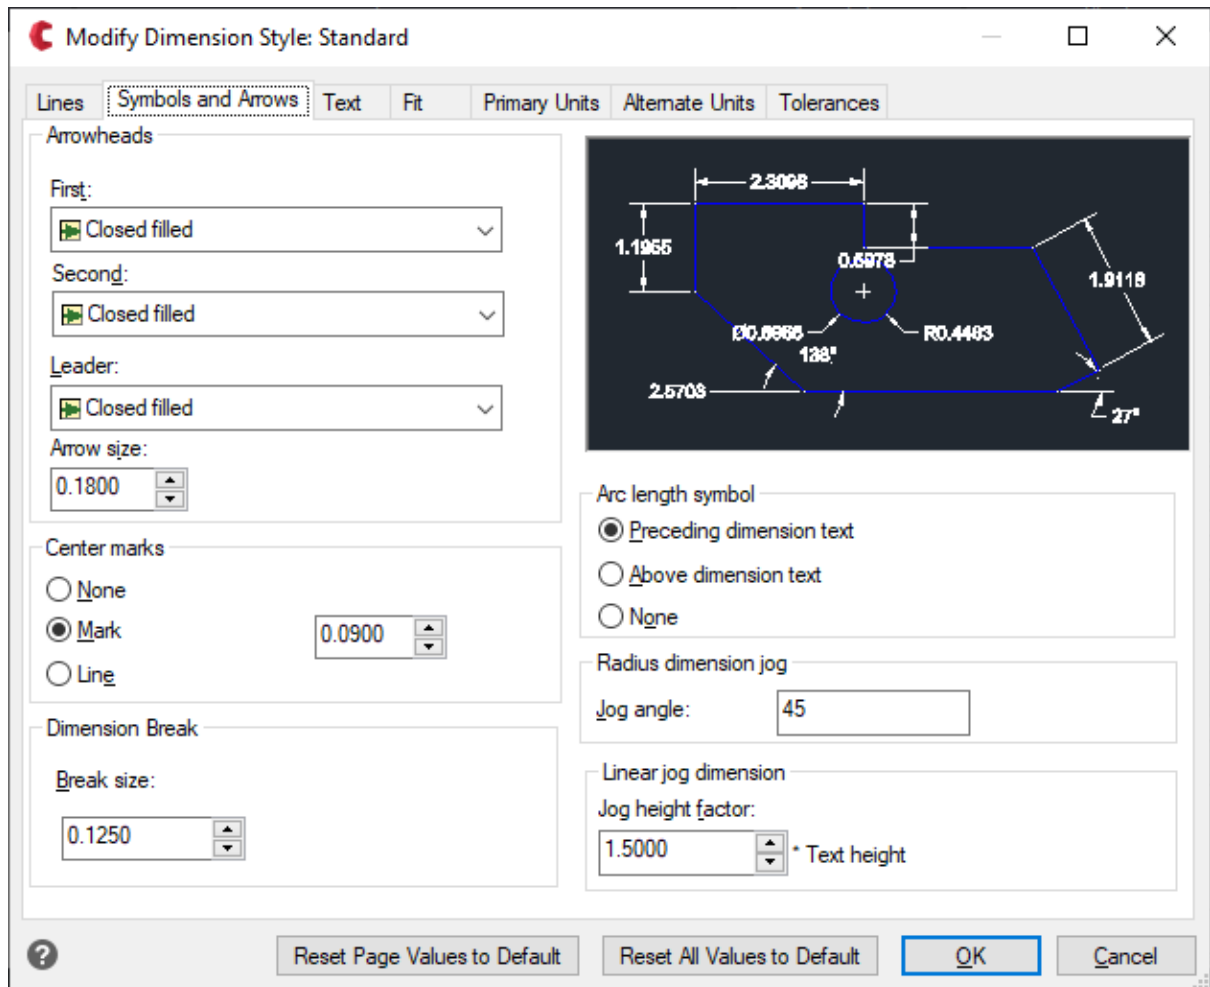 Modify Dimension Style: Standard
Lines Symbols and Arrows Text Fit Primary Units Alternate Units Tolerances
Arrowheads
First:
Closed filled
Second:
Closed filled
Leader:
Closed filled
Arrow size:
0.1800
Center marks
None
Mark
0.0900
Line
Dimension Break
Break size:
0.1250
2.3098
1.1955
0.5978
1.9118
R0.4483
138°
2.5703
27°
Arc length symbol
Preceding dimension text
Above dimension text
None
Radius dimension jog
Jog angle: 45
Linear jog dimension
Jog height factor:
1.5000 * Text height
? Reset Page Values to Default Reset All Values to Default OK Cancel